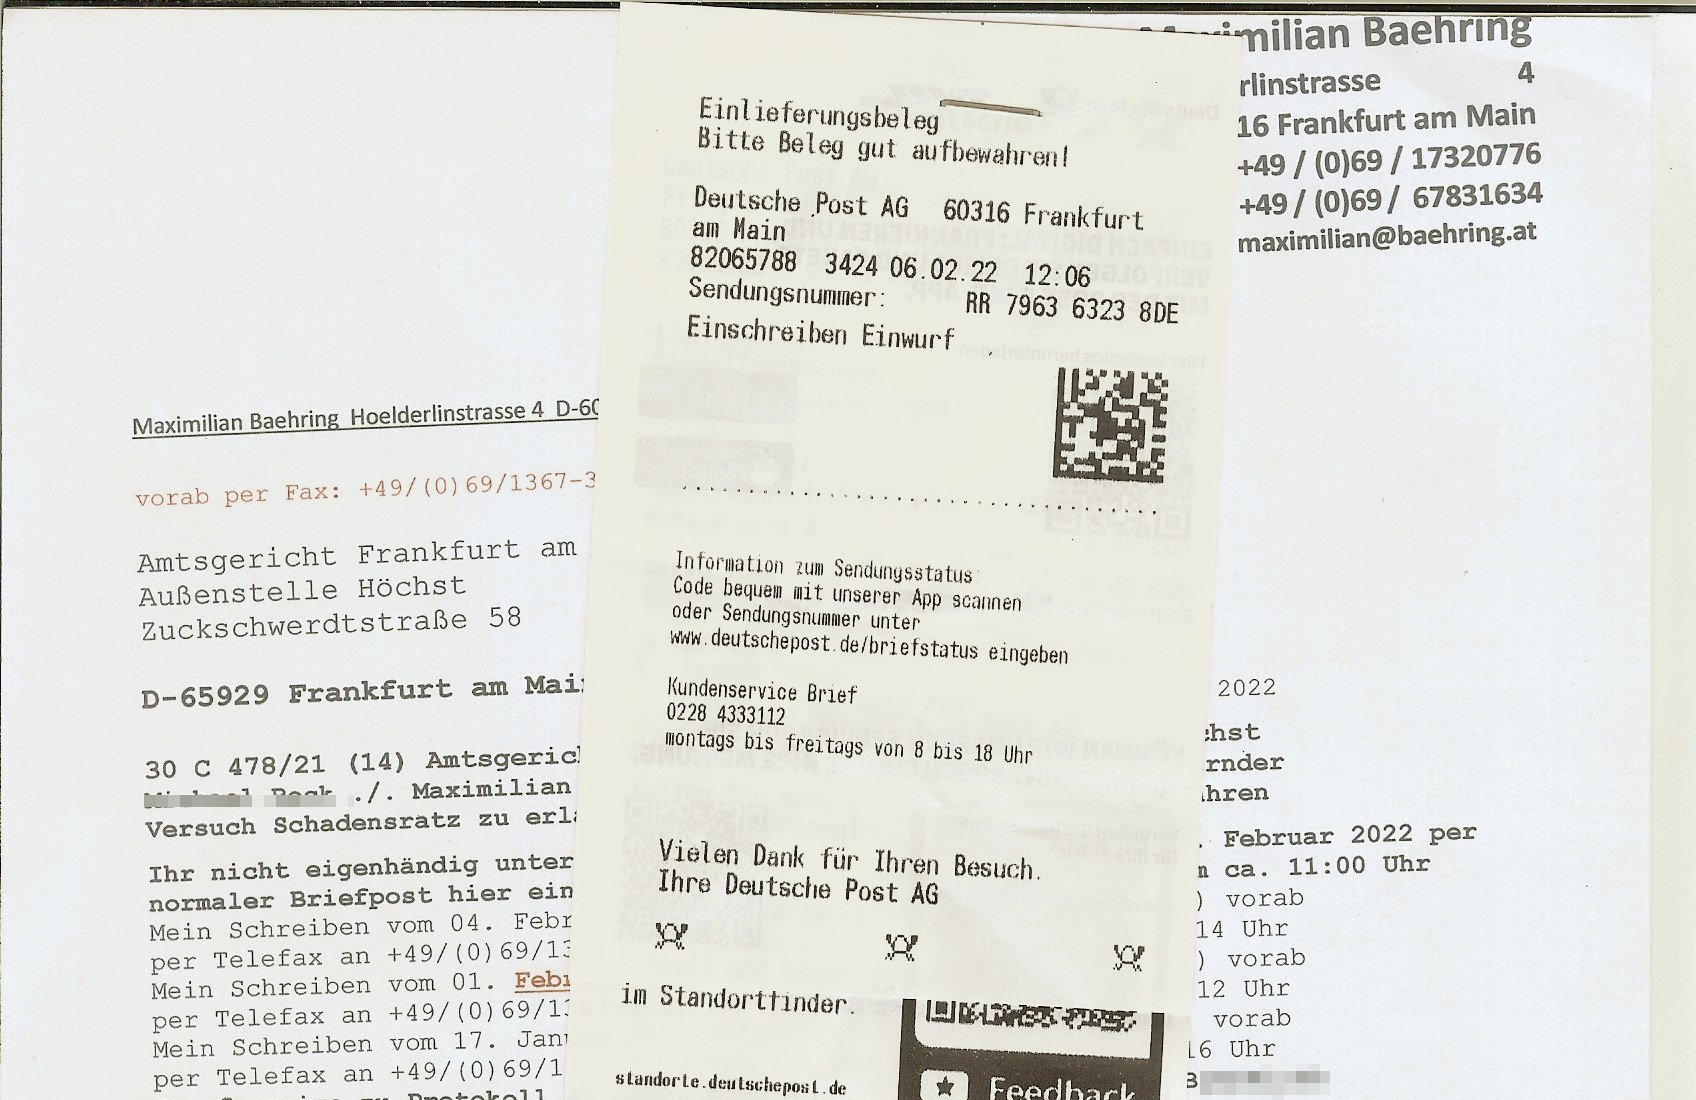 Maximilian Baehring
rlinstrasse 4
16 Frankfurt am Main
+49 / (0)69 / 17320776
+49 / (0)69 / 67831634
maximilian@baehring.at
Einlieferungsbeleg
Bitte Beleg gut aufbewahren!
Deutsche Post AG 60316 Frankfurt
am Main
82065788 3424 06.02.22 12:06
Sendungsnummer: RR 7963 6323 8DE
Einschreiben Einwurf
Information zum Sendungsstatus
Code bequem mit unserer App scannen
oder Sendungsnummer unter
www.deutschepost.de/briefstatus eingeben
Kundenservice Brief
0228 4333112
montags bis freitags von 8 bis 18 Uhr
Vielen Dank für Ihren Besuch.
Ihre Deutsche Post AG
im Standortfinder.
standorte.deutschepost.de
Feedback
Maximilian Baehring Hoelderlinstrasse 4 D-60
vorab per Fax: +49/(0)69/1367-3
Amtsgericht Frankfurt am
Außenstelle Höchst
Zuckschwerdtstraße 58
D-65929 Frankfurt am Mai
2022
30 C 478/21 (14) Amtsgeric chst
./. Maximilian rnder
Versuch Schadensratz zu erla hren
Ihr nicht eigenhändig unter . Februar 2022 per
normaler Briefpost hier ein n ca. 11:00 Uhr
Mein Schreiben vom 04. Febr ) vorab
per Telefax an +49/(0)69/13 14 Uhr
Mein Schreiben vom 01. Febr ) vorab
per Telefax an +49/(0)69/13 12 Uhr
Mein Schreiben vom 17. Janu vorab
per Telefax an +49/(0)69/1 16 Uhr
zu Protokoll B